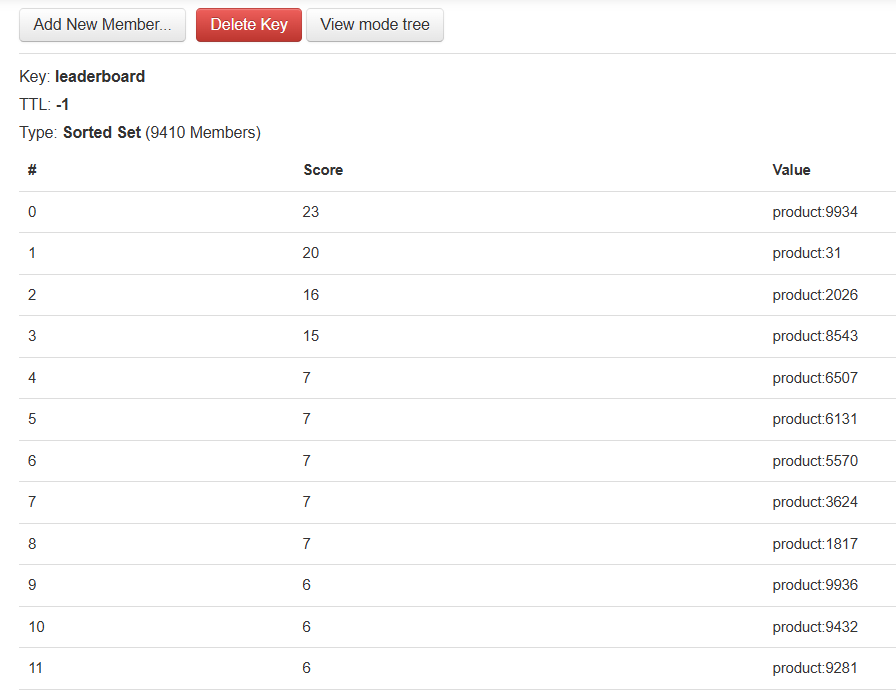 Add New Member... Delete Key View mode tree
Key: leaderboard
TTL: -1
Type: Sorted Set (9410 Members)
# Score Value
0 23 product:9934
1 20 product:31
2 16 product:2026
3 15 product:8543
4 7 product:6507
5 7 product:6131
6 7 product:5570
7 7 product:3624
8 7 product:1817
9 6 product:9936
10 6 product:9432
11 6 product:9281